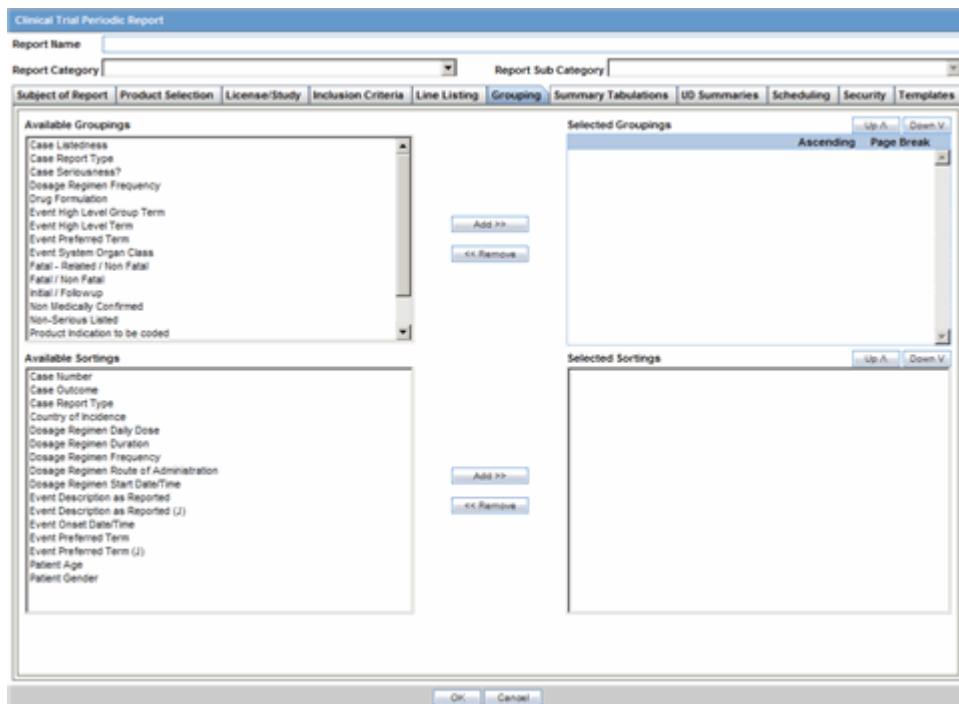 Clinical Trial Periodic Report
Report Name
Report Category
Report Sub Category
Subject of Report Product Selection License/Study Inclusion Criteria Line Listing Grouping Summary Tabulations UD Summaries Scheduling Security Templates
Available Groupings
Case Listedness
Case Report Type
Case Seriousness?
Dosage Regimen Frequency
Drug Formulation
Event High Level Group Term
Event High Level Term
Event Preferred Term
Event System Organ Class
Fatal - Related / Non Fatal
Fatal / Non Fatal
Initial / Followup
Non Medically Confirmed
Non-Serious Listed
Product Indication to be coded
Add >>
<< Remove
Selected Groupings
Up Λ Down V
Ascending Page Break
Available Sortings
Case Number
Case Outcome
Case Report Type
Country of Incidence
Dosage Regimen Daily Dose
Dosage Regimen Duration
Dosage Regimen Frequency
Dosage Regimen Route of Administration
Dosage Regimen Start Date/Time
Event Description as Reported
Event Description as Reported (J)
Event Onset Date/Time
Event Preferred Term
Event Preferred Term (J)
Patient Age
Patient Gender
Add >>
<< Remove
Selected Sortings
Up Λ Down V
OK Cancel